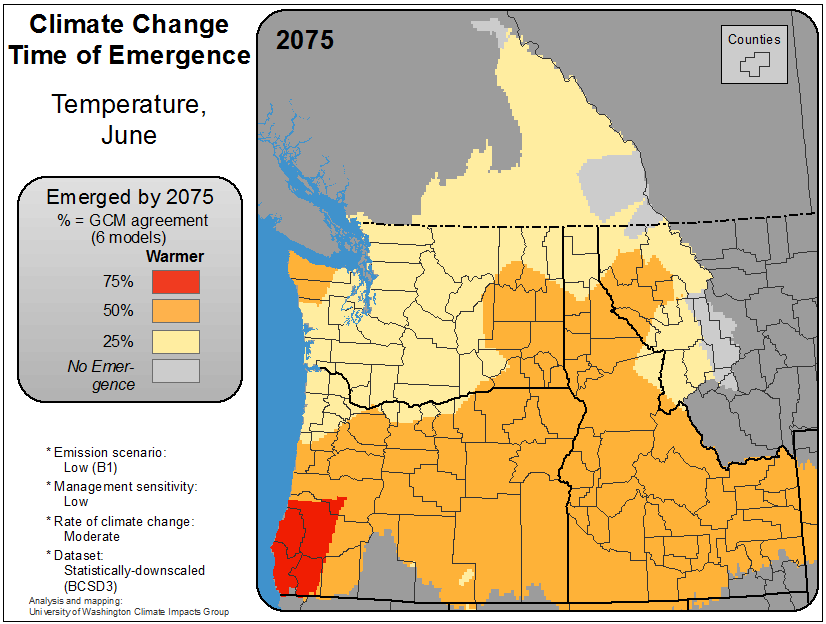 Climate Change
Time of Emergence
Temperature,
June
Emerged by 2075
% = GCM agreement
(6 models)
Warmer
75%
50%
25%
No Emer-
gence
* Emission scenario:
Low (B1)
* Management sensitivity:
Low
* Rate of climate change:
Moderate
* Dataset:
Statistically-downscaled
(BCSD3)
Analysis and mapping:
University of Washington Climate Impacts Group
2075
Counties